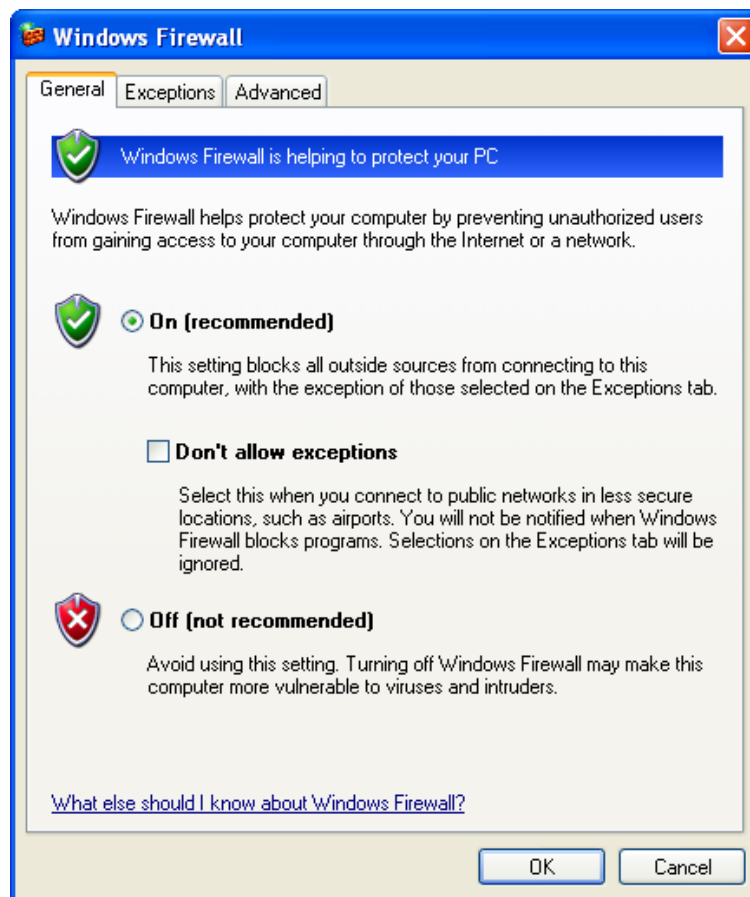 Windows Firewall
General Exceptions Advanced
Windows Firewall is helping to protect your PC
Windows Firewall helps protect your computer by preventing unauthorized users
from gaining access to your computer through the Internet or a network.
On (recommended)
This setting blocks all outside sources from connecting to this
computer, with the exception of those selected on the Exceptions tab.
Don't allow exceptions
Select this when you connect to public networks in less secure
locations, such as airports. You will not be notified when Windows
Firewall blocks programs. Selections on the Exceptions tab will be
ignored.
Off (not recommended)
Avoid using this setting. Turning off Windows Firewall may make this
computer more vulnerable to viruses and intruders.
What else should I know about Windows Firewall?
OK Cancel